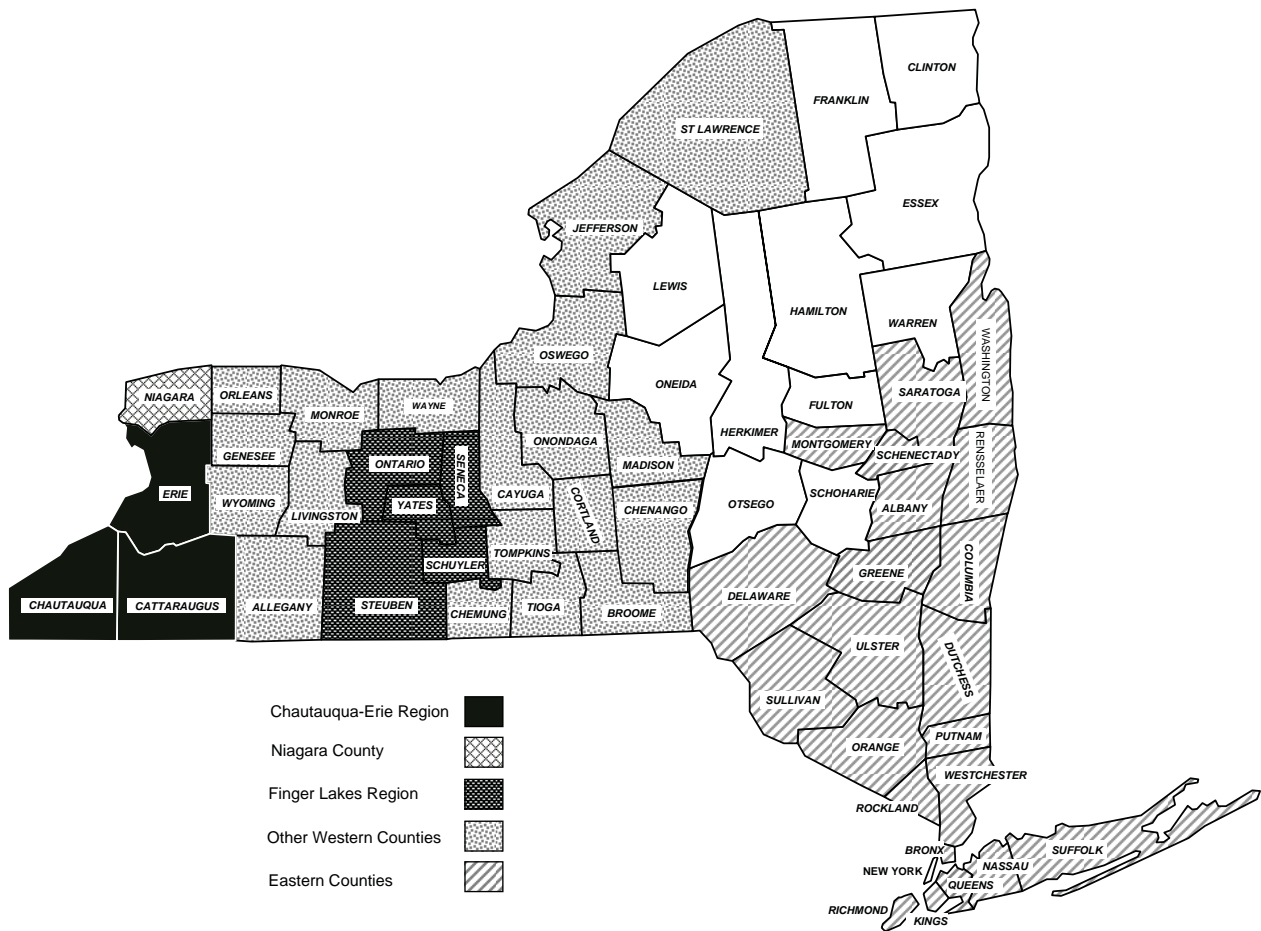 CLINTON
FRANKLIN
ST LAWRENCE
ESSEX
JEFFERSON
LEWIS
HAMILTON
WARREN
WASHINGTON
OSWEGO
ONEIDA
SARATOGA
NIAGARA
ORLEANS
MONROE
WAYNE
FULTON
HERKIMER
MONTGOMERY
SCHENECTADY
RENSSELAER
GENESEE
ONTARIO
SENECA
ONONDAGA
MADISON
ERIE
WYOMING
LIVINGSTON
YATES
CAYUGA
CORTLAND
CHENANGO
OTSEGO
SCHOHARIE
ALBANY
SCHUYLER
TOMPKINS
GREENE
COLUMBIA
CHAUTAUQUA
CATTARAUGUS
ALLEGANY
STEUBEN
CHEMUNG
TIOGA
BROOME
DELAWARE
ULSTER
DUTCHESS
SULLIVAN
ORANGE
PUTNAM
WESTCHESTER
ROCKLAND
BRONX
NEW YORK
NASSAU
SUFFOLK
QUEENS
RICHMOND
KINGS
Chautauqua-Erie Region
Niagara County
Finger Lakes Region
Other Western Counties
Eastern Counties